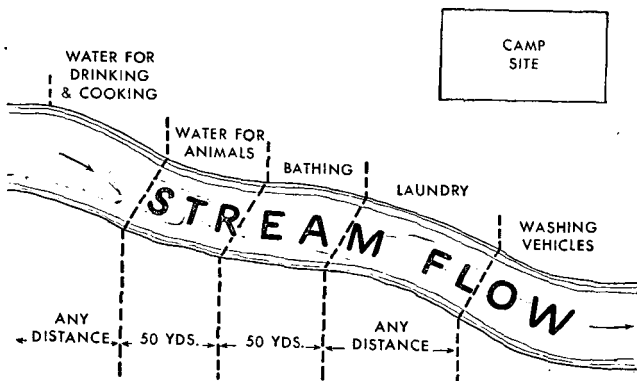 CAMP
SITE
WATER FOR
DRINKING
& COOKING
WATER FOR
ANIMALS
BATHING
LAUNDRY
WASHING
VEHICLES
STREAM FLOW
ANY
DISTANCE
50 YDS.
50 YDS.
ANY
DISTANCE